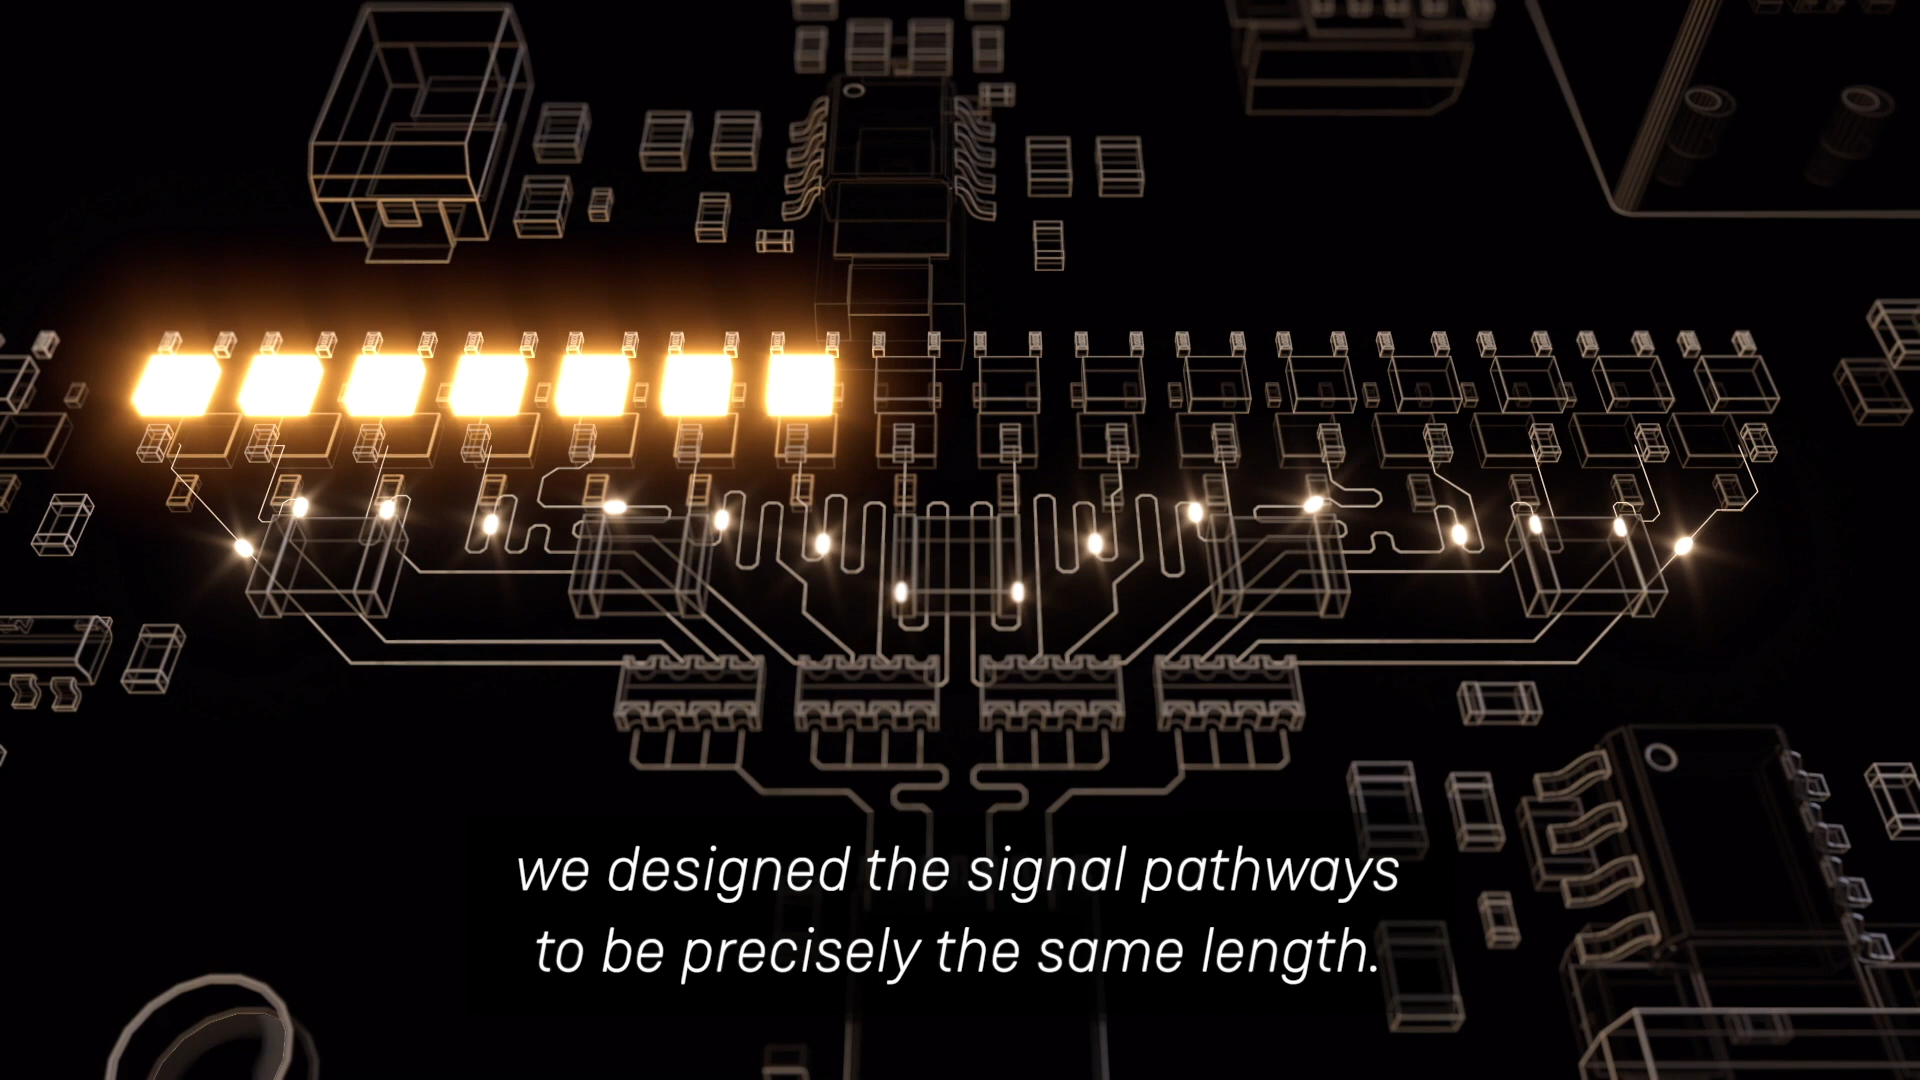 we designed the signal pathways
to be precisely the same length.